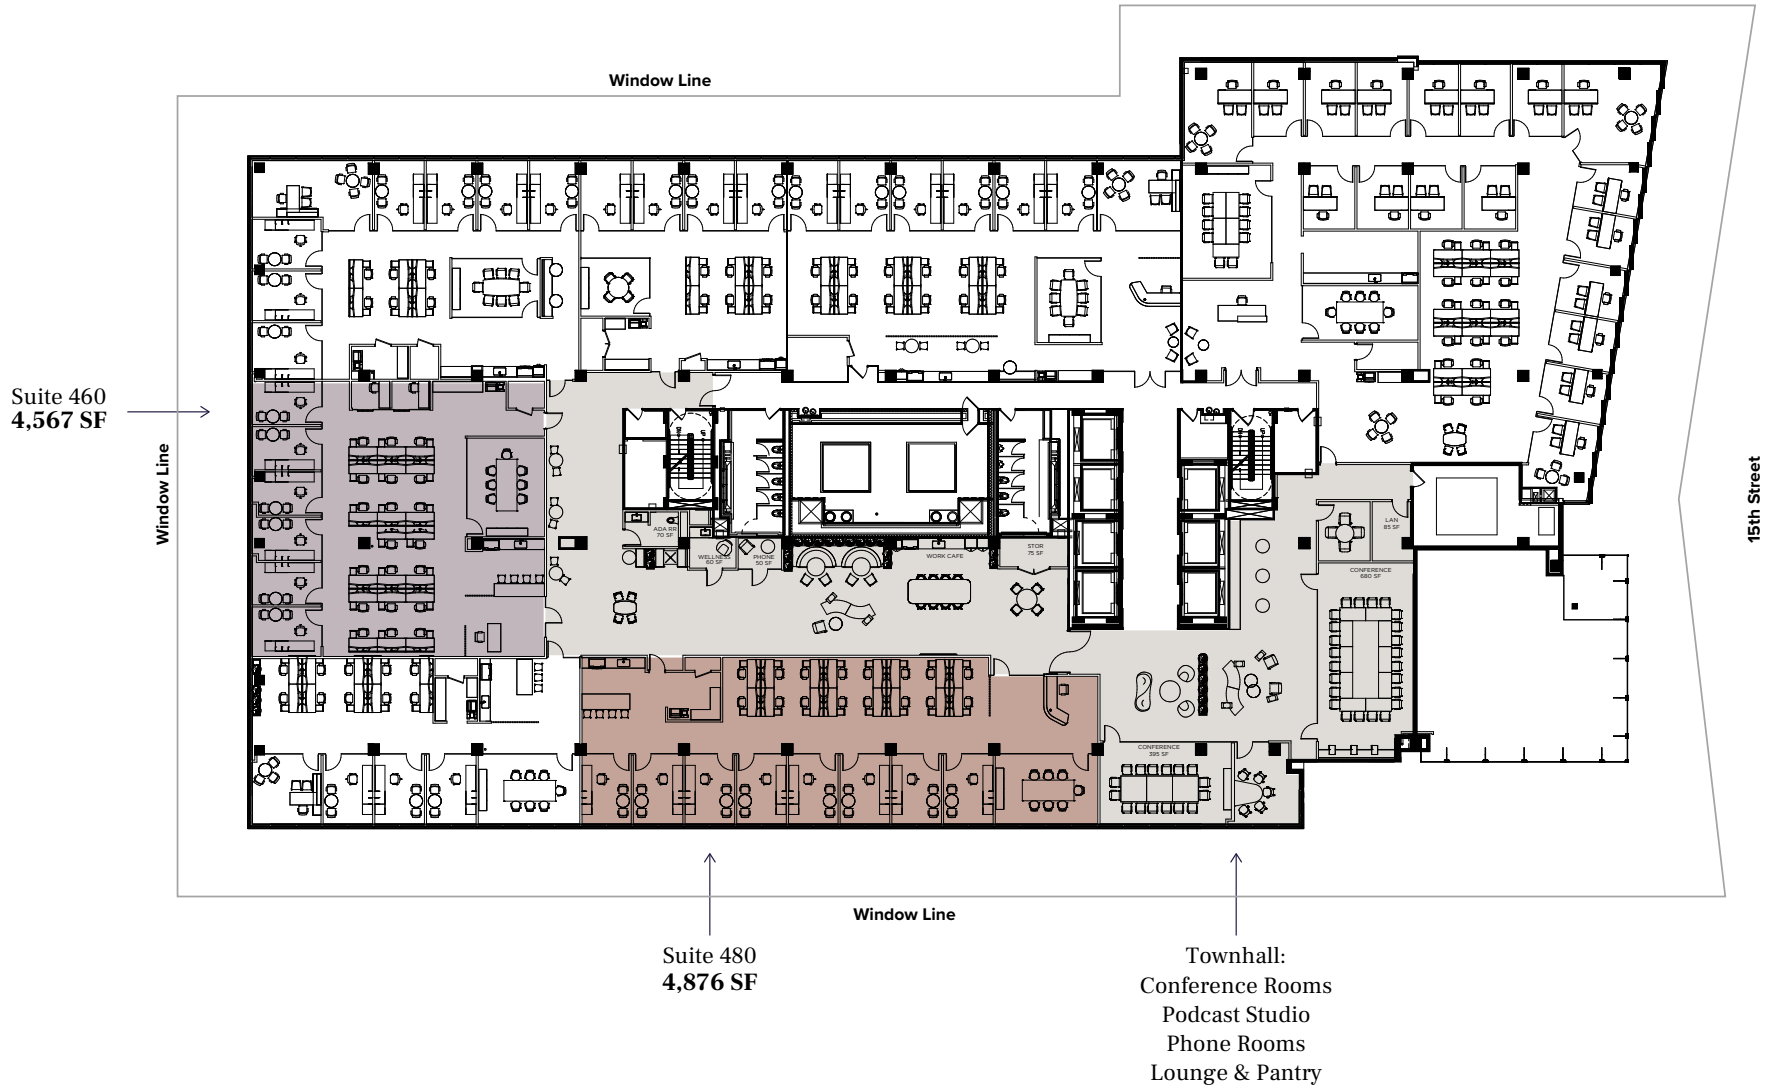 Window Line
Suite 460
4,567 SF
Window Line
15th Street
ADA RR
70 SF
WELLNESS
60 SF
PHONE
50 SF
WORK CAFE
STOR
75 SF
LAN
85 SF
CONFERENCE
680 SF
CONFERENCE
395 SF
Window Line
Suite 480
4,876 SF
Townhall:
Conference Rooms
Podcast Studio
Phone Rooms
Lounge & Pantry